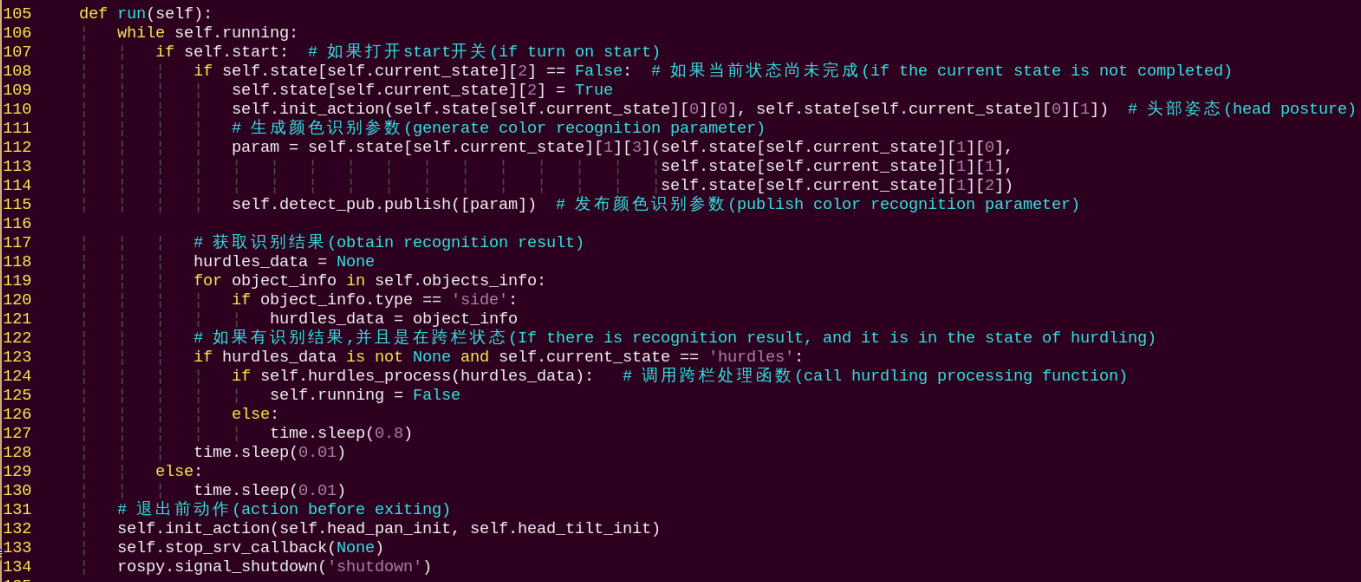 105     def run(self):
106         while self.running:
107             if self.start:  # 如果打开start开关(if turn on start)
108                 if self.state[self.current_state][2] == False:  # 如果当前状态尚未完成(if the current state is not completed)
109                     self.state[self.current_state][2] = True
110                     self.init_action(self.state[self.current_state][0][0], self.state[self.current_state][0][1])  # 头部姿态(head posture)
111                     # 生成颜色识别参数(generate color recognition parameter)
112                     param = self.state[self.current_state][1][3](self.state[self.current_state][1][0],
113                                                                  self.state[self.current_state][1][1],
114                                                                  self.state[self.current_state][1][2])
115                     self.detect_pub.publish([param])  # 发布颜色识别参数(publish color recognition parameter)
116
117                 # 获取识别结果(obtain recognition result)
118                 hurdles_data = None
119                 for object_info in self.objects_info:
120                     if object_info.type == 'side':
121                         hurdles_data = object_info
122                 # 如果有识别结果,并且是在跨栏状态(If there is recognition result, and it is in the state of hurdling)
123                 if hurdles_data is not None and self.current_state == 'hurdles':
124                     if self.hurdles_process(hurdles_data):   # 调用跨栏处理函数(call hurdling processing function)
125                         self.running = False
126                     else:
127                         time.sleep(0.8)
128                 time.sleep(0.01)
129             else:
130                 time.sleep(0.01)
131         # 退出前动作(action before exiting)
132         self.init_action(self.head_pan_init, self.head_tilt_init)
133         self.stop_srv_callback(None)
134         rospy.signal_shutdown('shutdown')